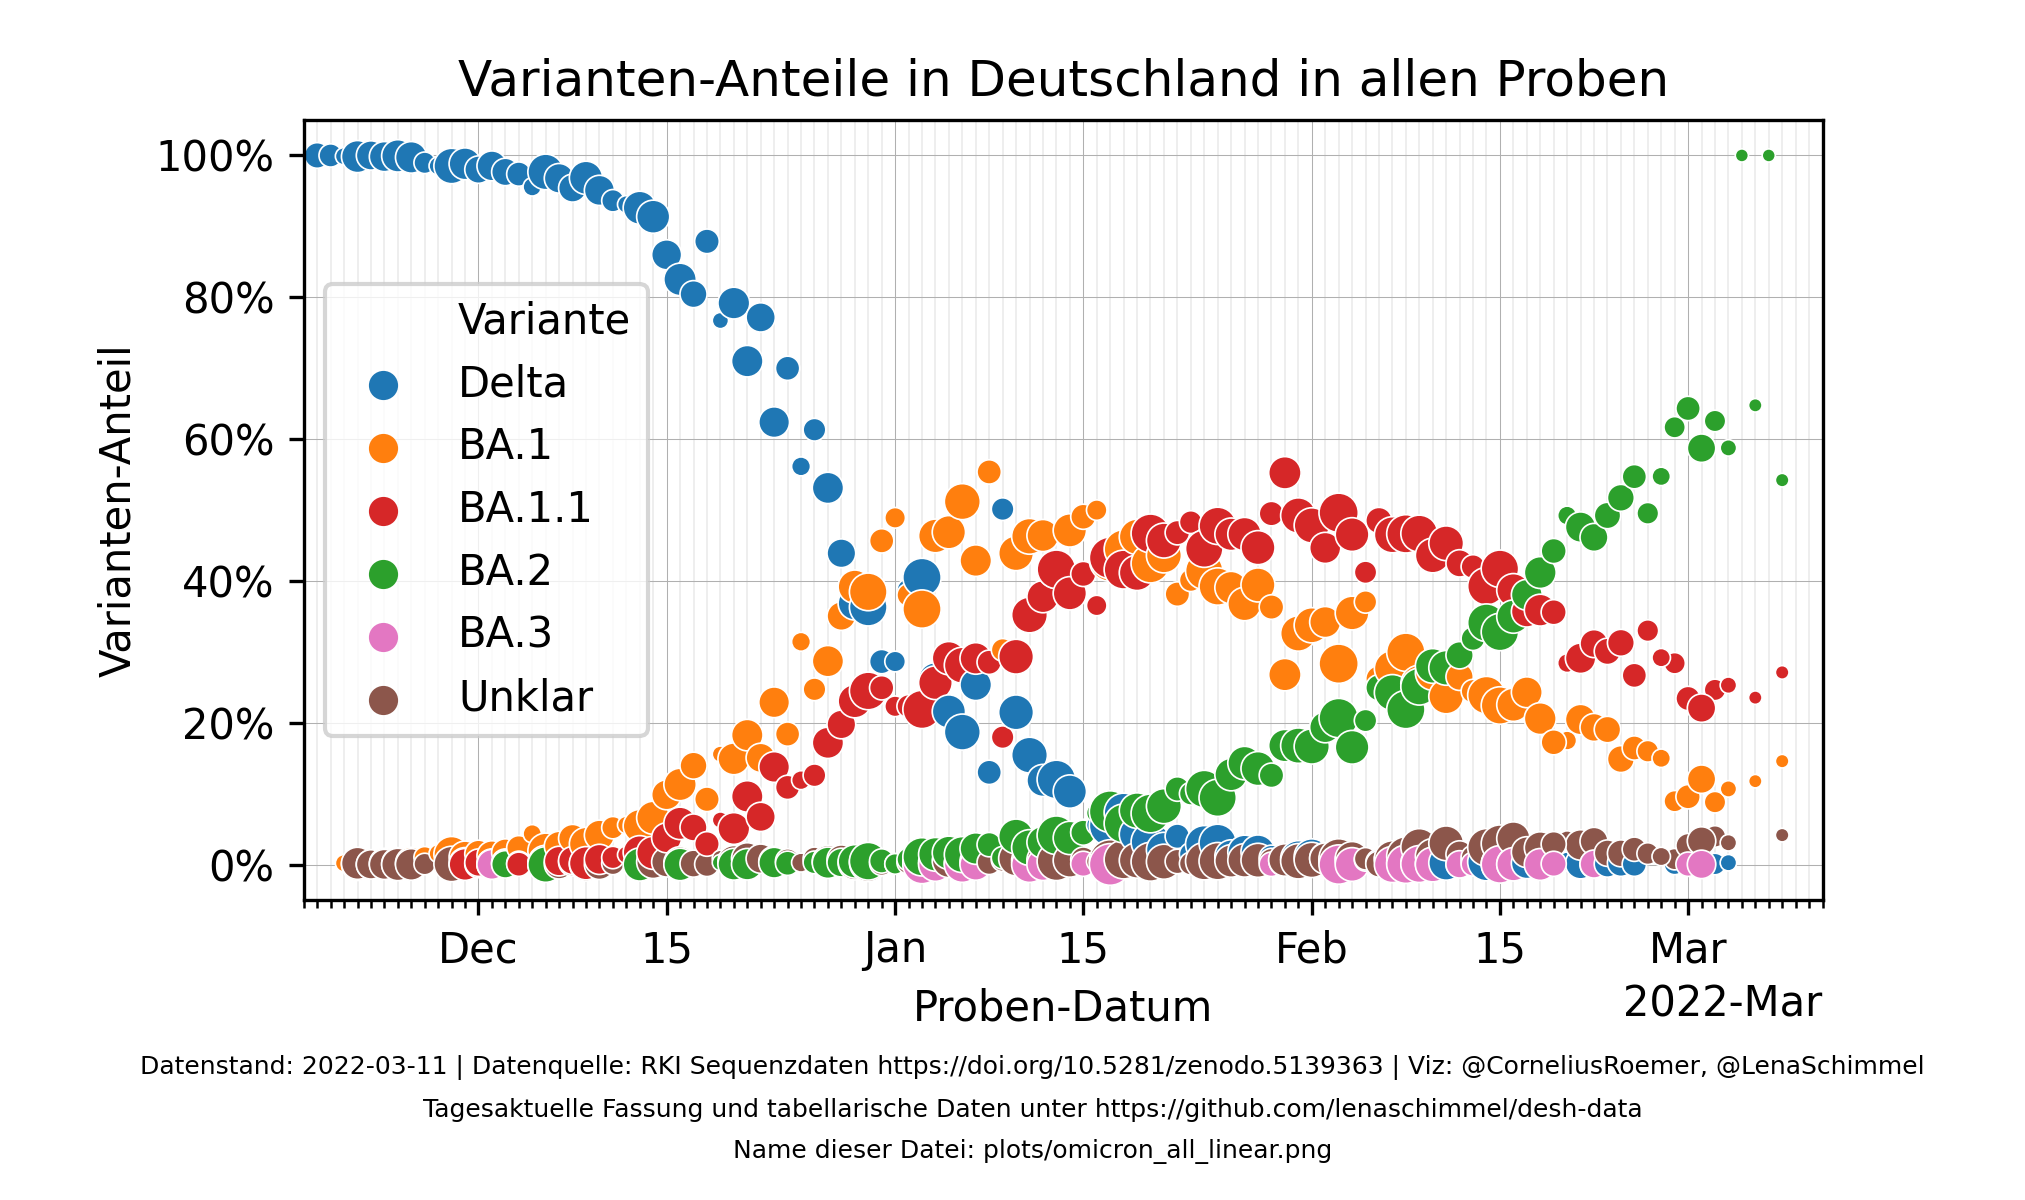 Varianten-Anteile in Deutschland in allen Proben
Varianten-Anteil
100%
80%
60%
40%
20%
0%
Variante
Delta
BA.1
BA.1.1
BA.2
BA.3
Unklar
Dec 15 Jan 15 Feb 15 Mar
2022-Mar
Proben-Datum
Datenstand: 2022-03-11 | Datenquelle: RKI Sequenzdaten https://doi.org/10.5281/zenodo.5139363 | Viz: @CorneliusRoemer, @LenaSchimmel
Tagesaktuelle Fassung und tabellarische Daten unter https://github.com/lenaschimmel/desh-data
Name dieser Datei: plots/omicron_all_linear.png